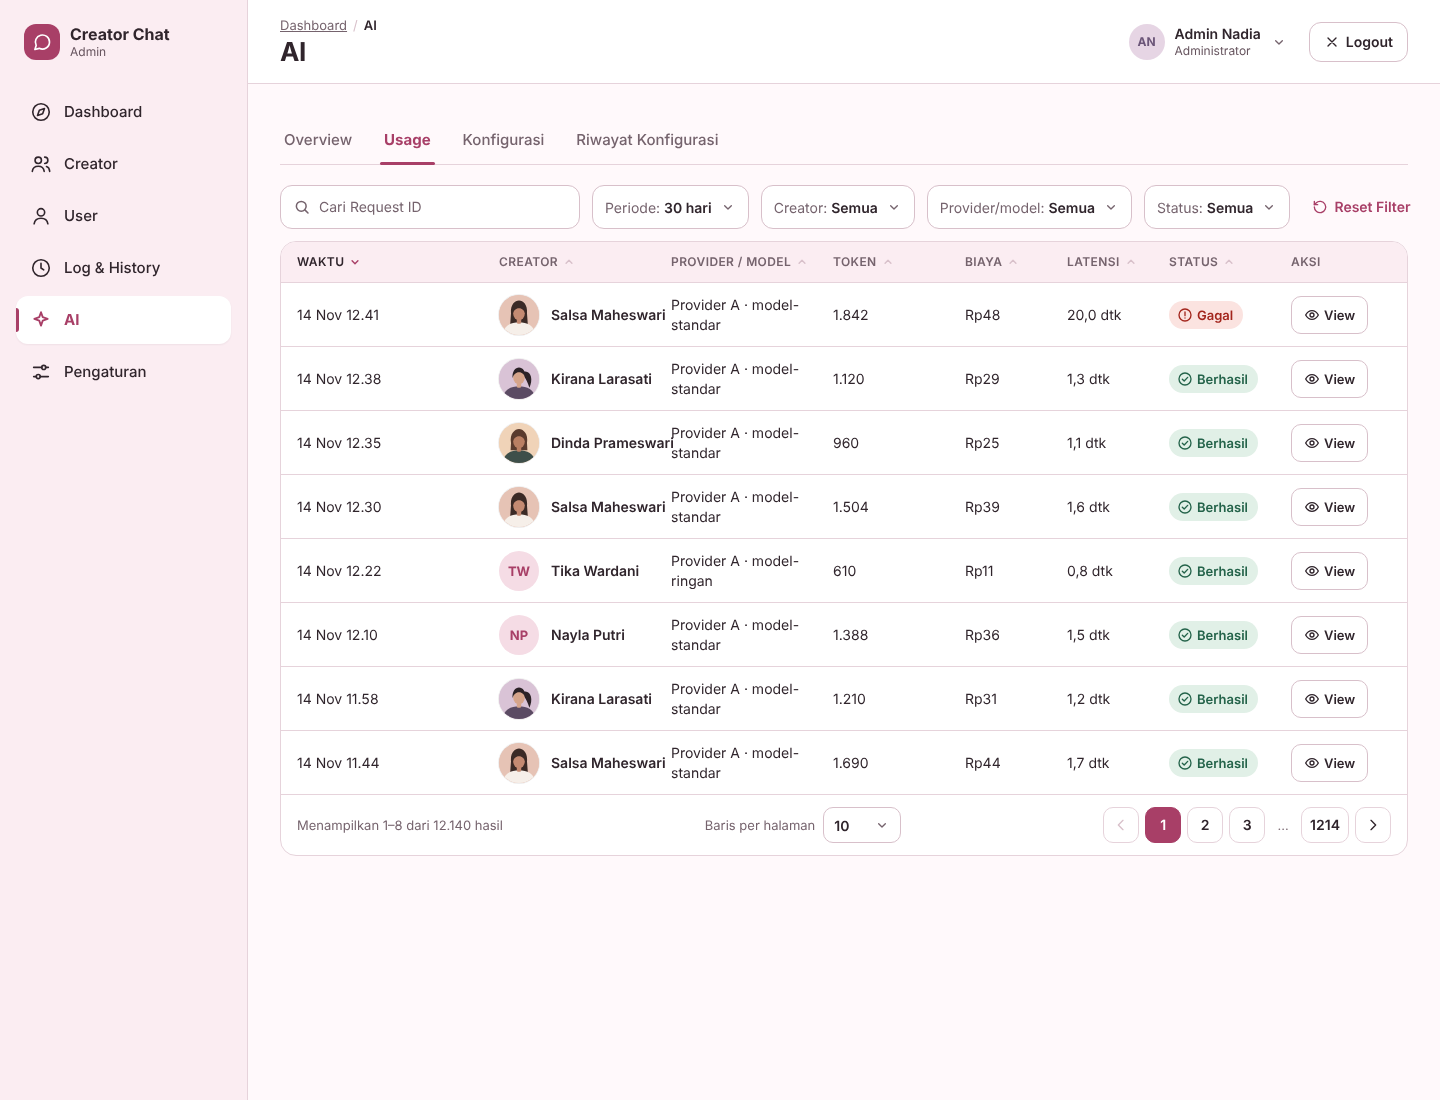 Creator Chat
Admin
Dashboard
Creator
User
Log & History
AI
Pengaturan
Dashboard / AI
AI
AN
Admin Nadia
Administrator
Logout
Overview
Usage
Konfigurasi
Riwayat Konfigurasi
Cari Request ID
Periode: 30 hari
Creator: Semua
Provider/model: Semua
Status: Semua
Reset Filter
WAKTU CREATOR PROVIDER / MODEL TOKEN BIAYA LATENSI STATUS AKSI
14 Nov 12.41 Salsa Maheswari Provider A · model-
standar 1.842 Rp48 20,0 dtk Gagal View
14 Nov 12.38 Kirana Larasati Provider A · model-
standar 1.120 Rp29 1,3 dtk Berhasil View
14 Nov 12.35 Dinda Prameswari Provider A · model-
standar 960 Rp25 1,1 dtk Berhasil View
14 Nov 12.30 Salsa Maheswari Provider A · model-
standar 1.504 Rp39 1,6 dtk Berhasil View
14 Nov 12.22 TW Tika Wardani Provider A · model-
ringan 610 Rp11 0,8 dtk Berhasil View
14 Nov 12.10 NP Nayla Putri Provider A · model-
standar 1.388 Rp36 1,5 dtk Berhasil View
14 Nov 11.58 Kirana Larasati Provider A · model-
standar 1.210 Rp31 1,2 dtk Berhasil View
14 Nov 11.44 Salsa Maheswari Provider A · model-
standar 1.690 Rp44 1,7 dtk Berhasil View
Menampilkan 1–8 dari 12.140 hasil
Baris per halaman 10
1 2 3 ... 1214